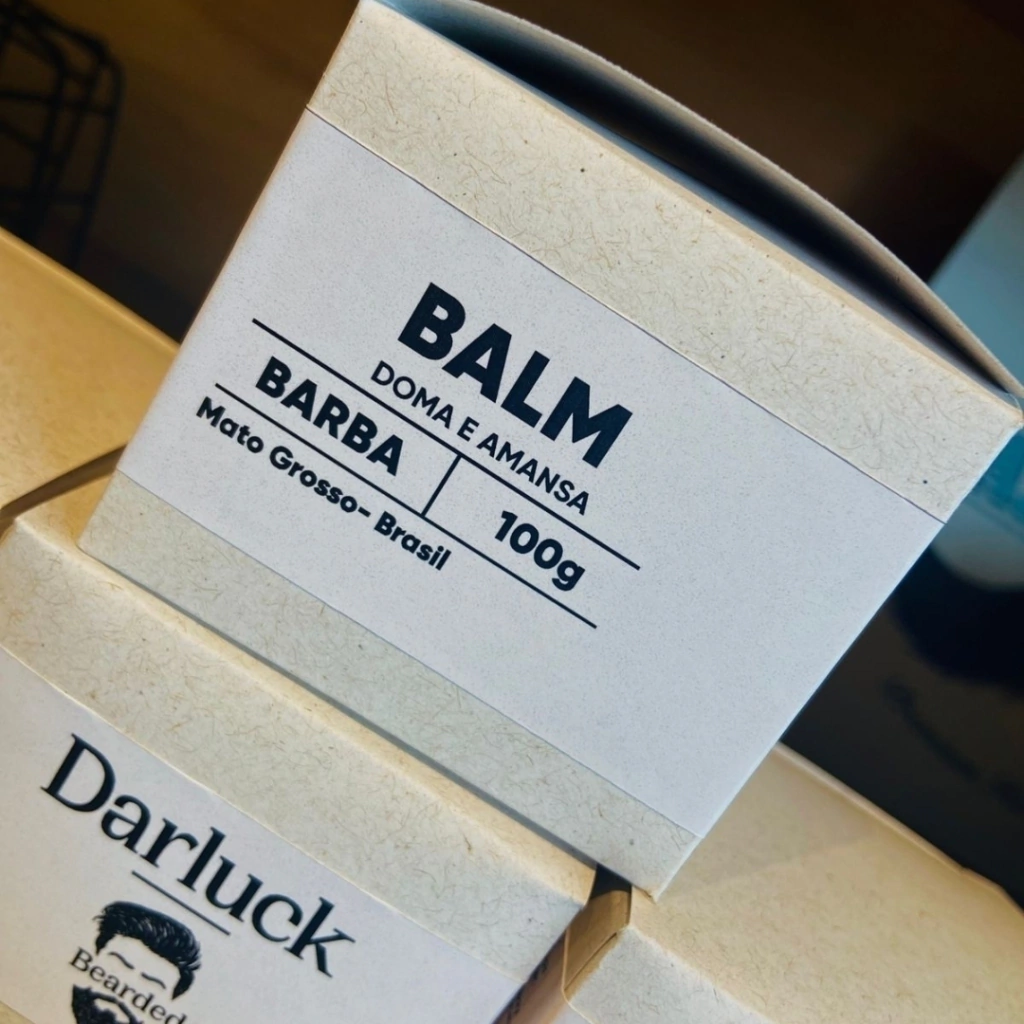 BALM
DOMA E AMANSA
BARBA
100g
Mato Grosso- Brasil
Darluck
Bearded